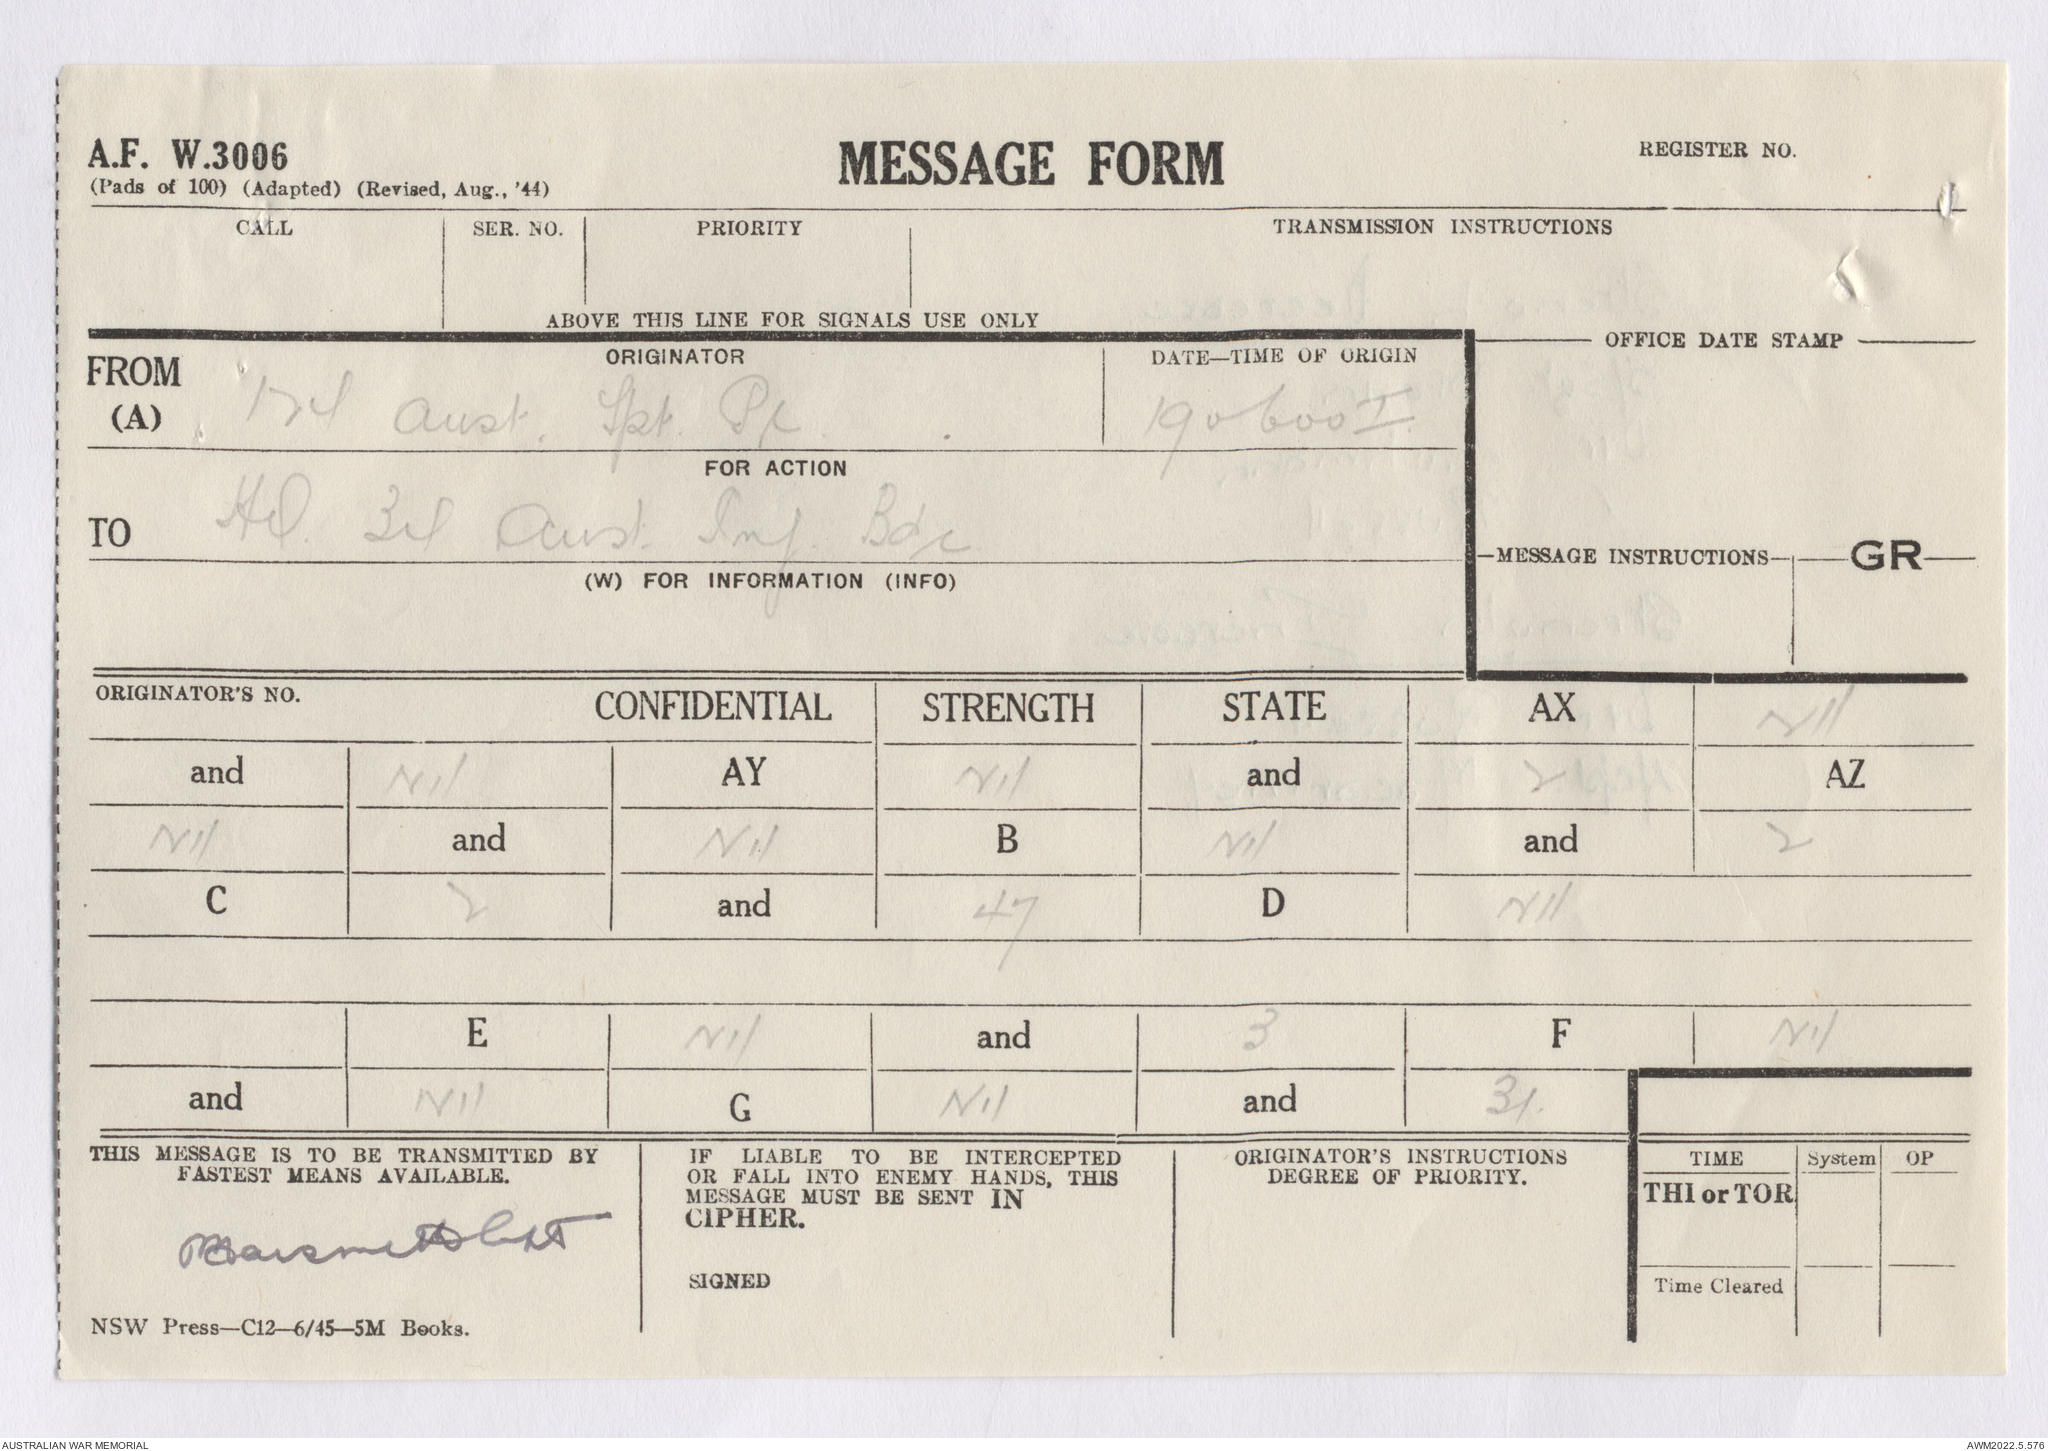 A.F. W.3006
MESSAGE FORM
REGISTER NO.
(Pads of 100) (Adapted) (Revised, Aug., '44)
CALL SER. NO. PRIORITY TRANSMISSION INSTRUCTIONS
ABOVE THIS LINE FOR SIGNALS USE ONLY
OFFICE DATE STAMP
FROM ORIGINATOR DATE—TIME OF ORIGIN
(A) Aust. Spt. 190600I
FOR ACTION
TO 3rd Aust. Inf. Bde
MESSAGE INSTRUCTIONS GR
(W) FOR INFORMATION (INFO)
ORIGINATOR'S NO. CONFIDENTIAL STRENGTH STATE AX Nil
and Nil AY Nil and 2 AZ
Nil and Nil B Nil and 2
C 2 and 47 D Nil
E Nil and 3 F Nil
and Nil G Nil and 31.
THIS MESSAGE IS TO BE TRANSMITTED BY
FASTEST MEANS AVAILABLE.
IF LIABLE TO BE INTERCEPTED
OR FALL INTO ENEMY HANDS, THIS
MESSAGE MUST BE SENT IN
CIPHER.
SIGNED
ORIGINATOR'S INSTRUCTIONS
DEGREE OF PRIORITY.
TIME System OP
THI or TOR
Time Cleared
NSW Press—C12—6/45—5M Books.
AUSTRALIAN WAR MEMORIAL
AWM2022.5.576